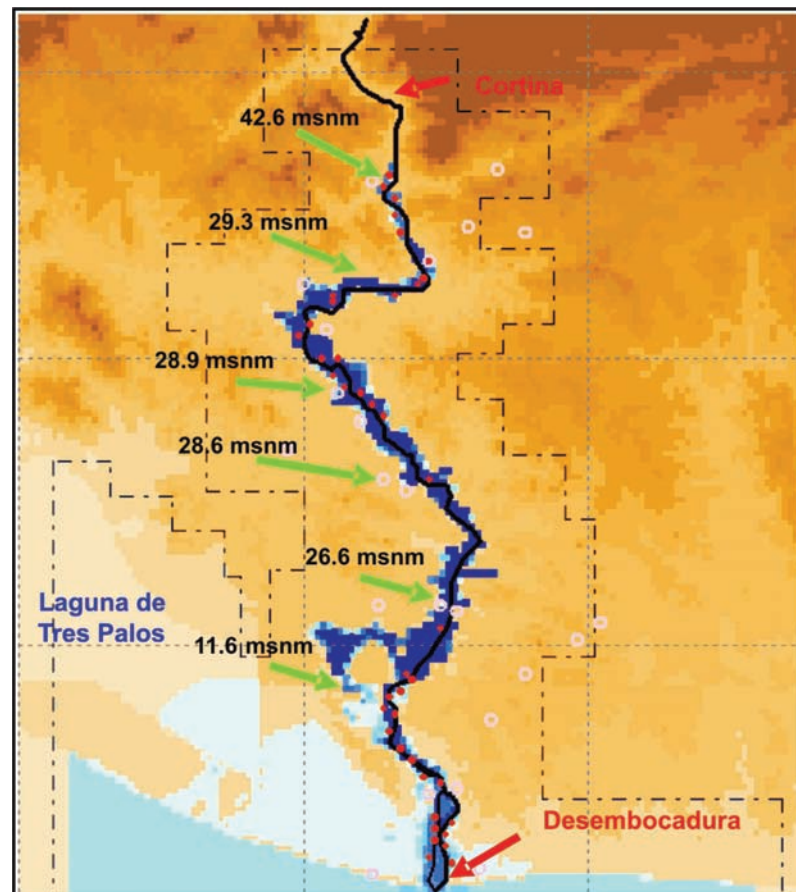 Cortina
42.6 msnm
29.3 msnm
28.9 msnm
28.6 msnm
26.6 msnm
Laguna de
Tres Palos
11.6 msnm
Desembocadura